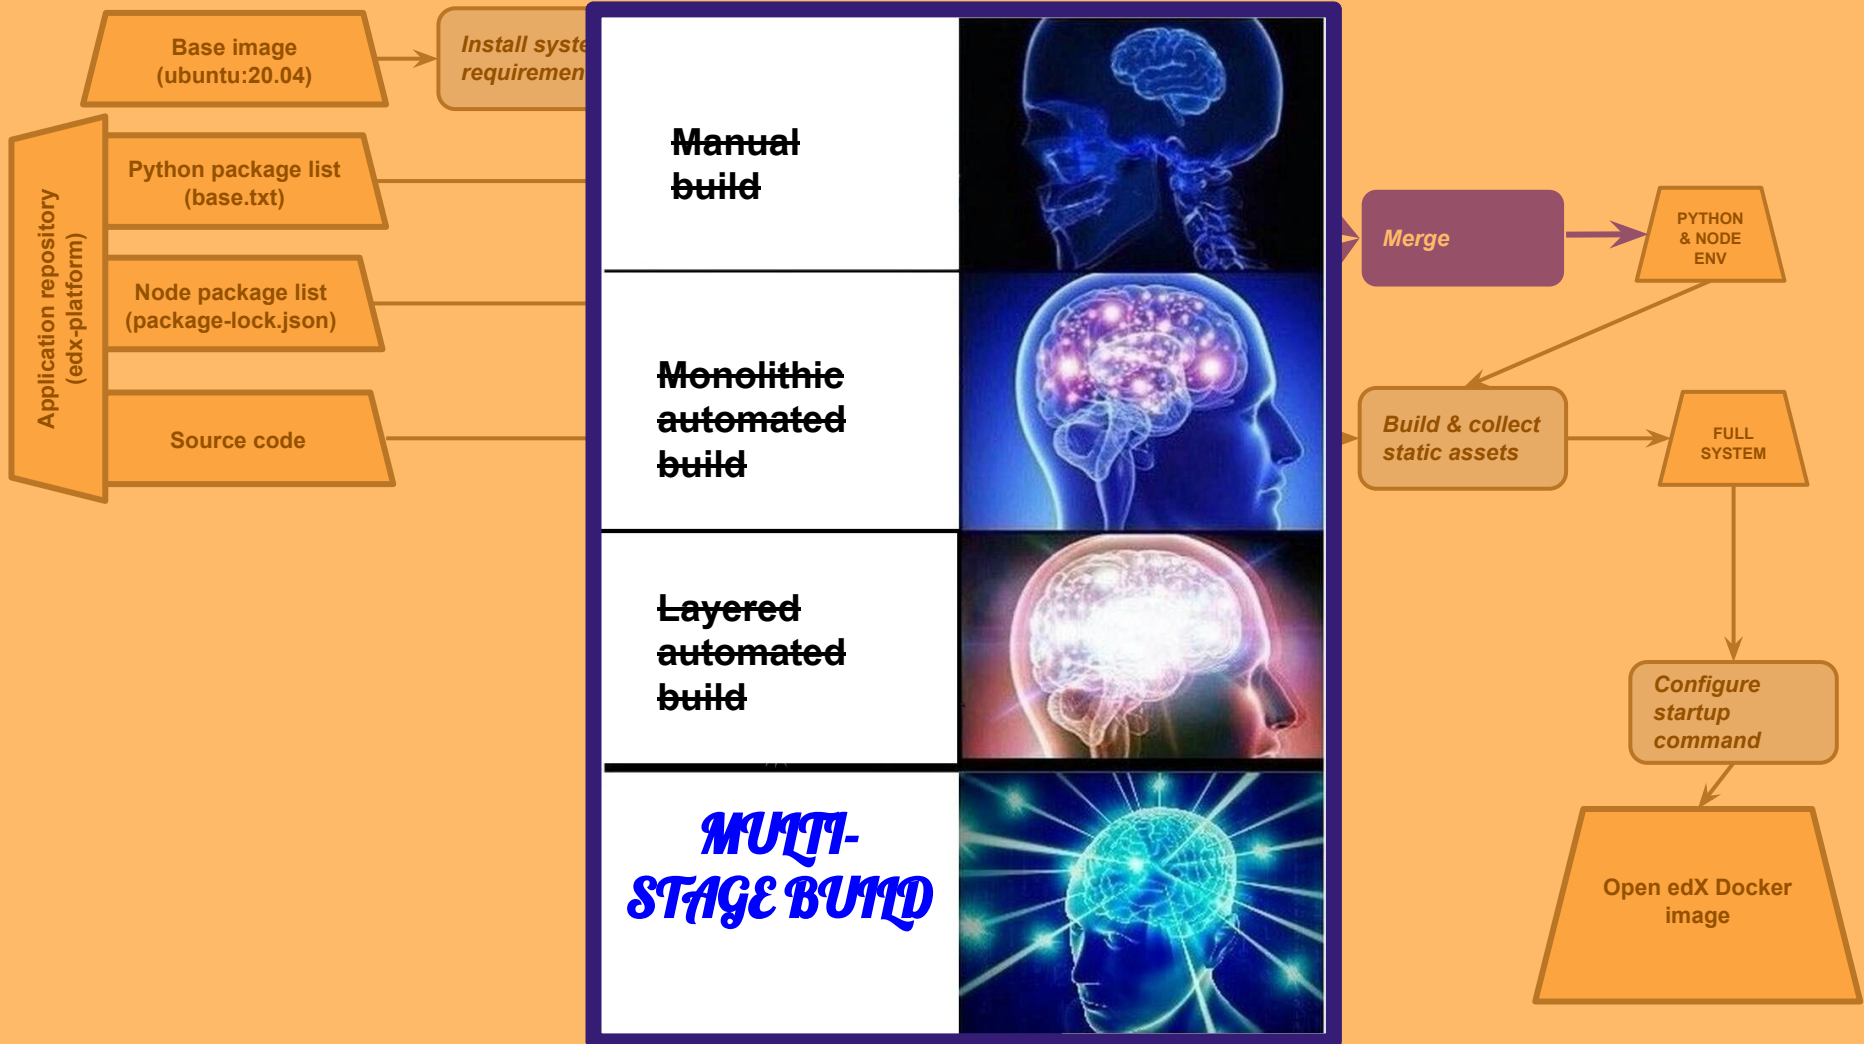 Base image
(ubuntu:20.04)
Install syste
requiremen
Application repository
(edx-platform)
Python package list
(base.txt)
Node package list
(package-lock.json)
Source code
Manual
build
Monolithic
automated
build
Layered
automated
build
MULTI-
STAGE BUILD
Merge
PYTHON
& NODE
ENV
Build & collect
static assets
FULL
SYSTEM
Configure
startup
command
Open edX Docker
image